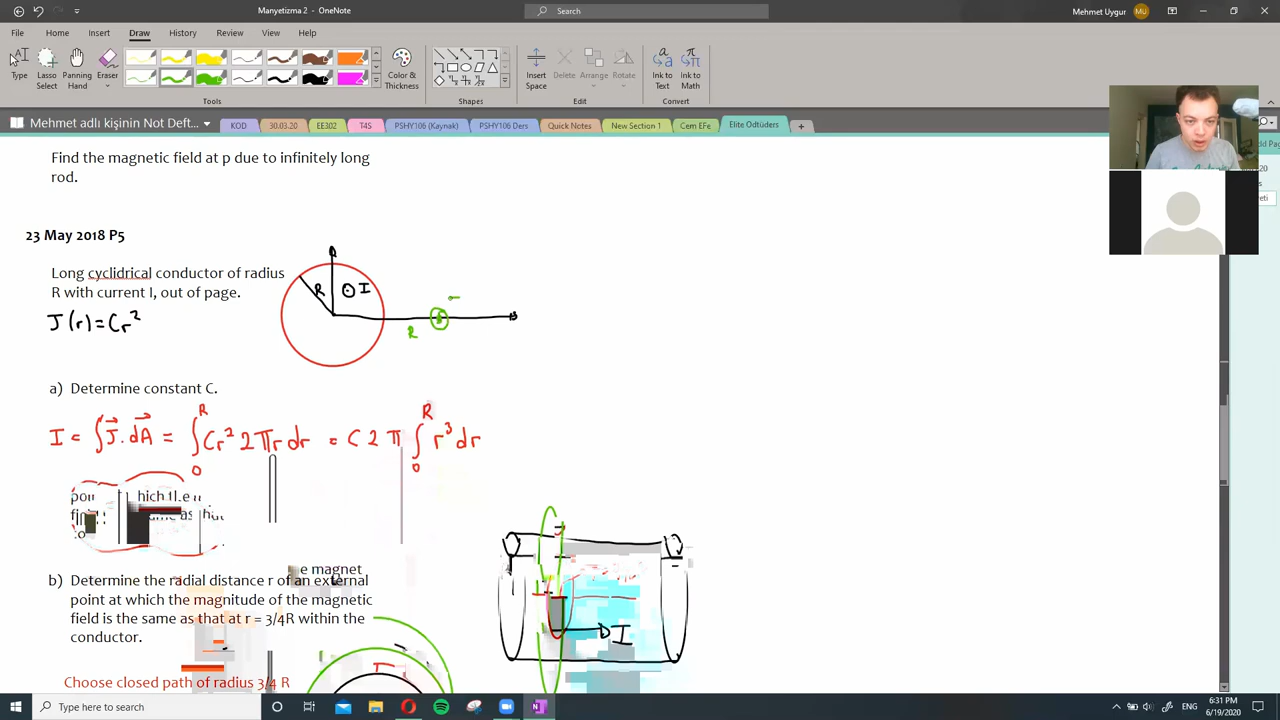 Manyetizma 2 - OneNote
Search
Mehmet Uygur
MU
File Home Insert Draw History Review View Help
Type
Lasso Select
Panning Hand
Eraser
Color & Thickness
Insert Space
Delete
Arrange
Rotate
Ink to Text
Ink to Math
Tools
Shapes
Edit
Convert
Mehmet adlı kişinin Not Deft...
KOD
30.03.20
EE302
T4S
PSHY106 (Kaynak)
PSHY106 Ders
Quick Notes
New Section 1
Cem EFe
Elite Odtüders
Find the magnetic field at p due to infinitely long
rod.
23 May 2018 P5
Long cyclidrical conductor of radius
R with current I, out of page.
J(r) = Cr²
R
I
R
a) Determine constant C.
I = ∫J⃗.dA⃗ = ∫₀ᴿ Cr² 2πr dr = C 2π ∫₀ᴿ r³ dr
e magnet
b) Determine the radial distance r of an external
point at which the magnitude of the magnetic
field is the same as that at r = 3/4R within the
conductor.
I
Choose closed path of radius 3/4 R
Type here to search
6:31 PM
6/19/2020